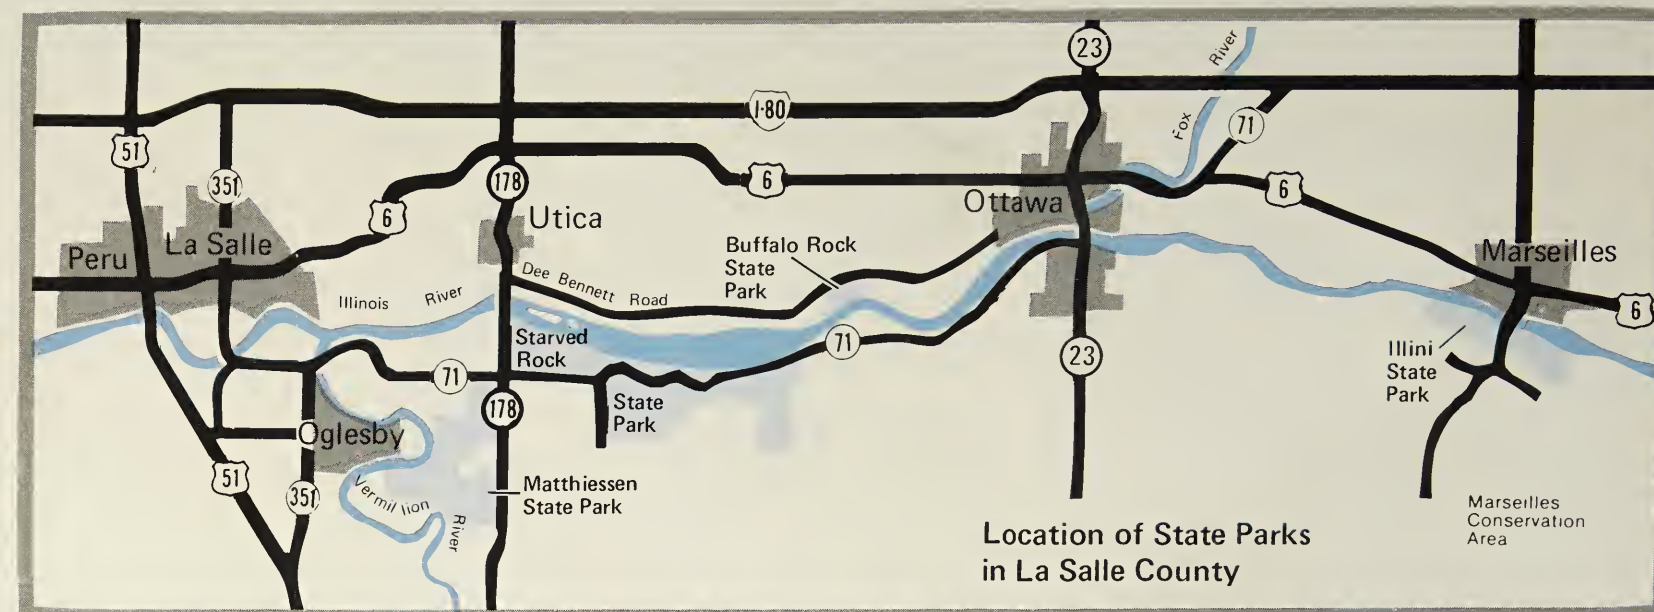 23
River
I-80
Fox
71
51
351
178
6
6
6
Ottawa
Utica
La Salle
Peru
Buffalo Rock
State
Park
Marseilles
Dee Bennett Road
Illinois River
6
71
Starved
Rock
23
Illini
State
Park
71
178
State
Park
Oglesby
51
351
Vermillion
River
Matthiessen
State Park
Marseilles
Conservation
Area
Location of State Parks
in La Salle County